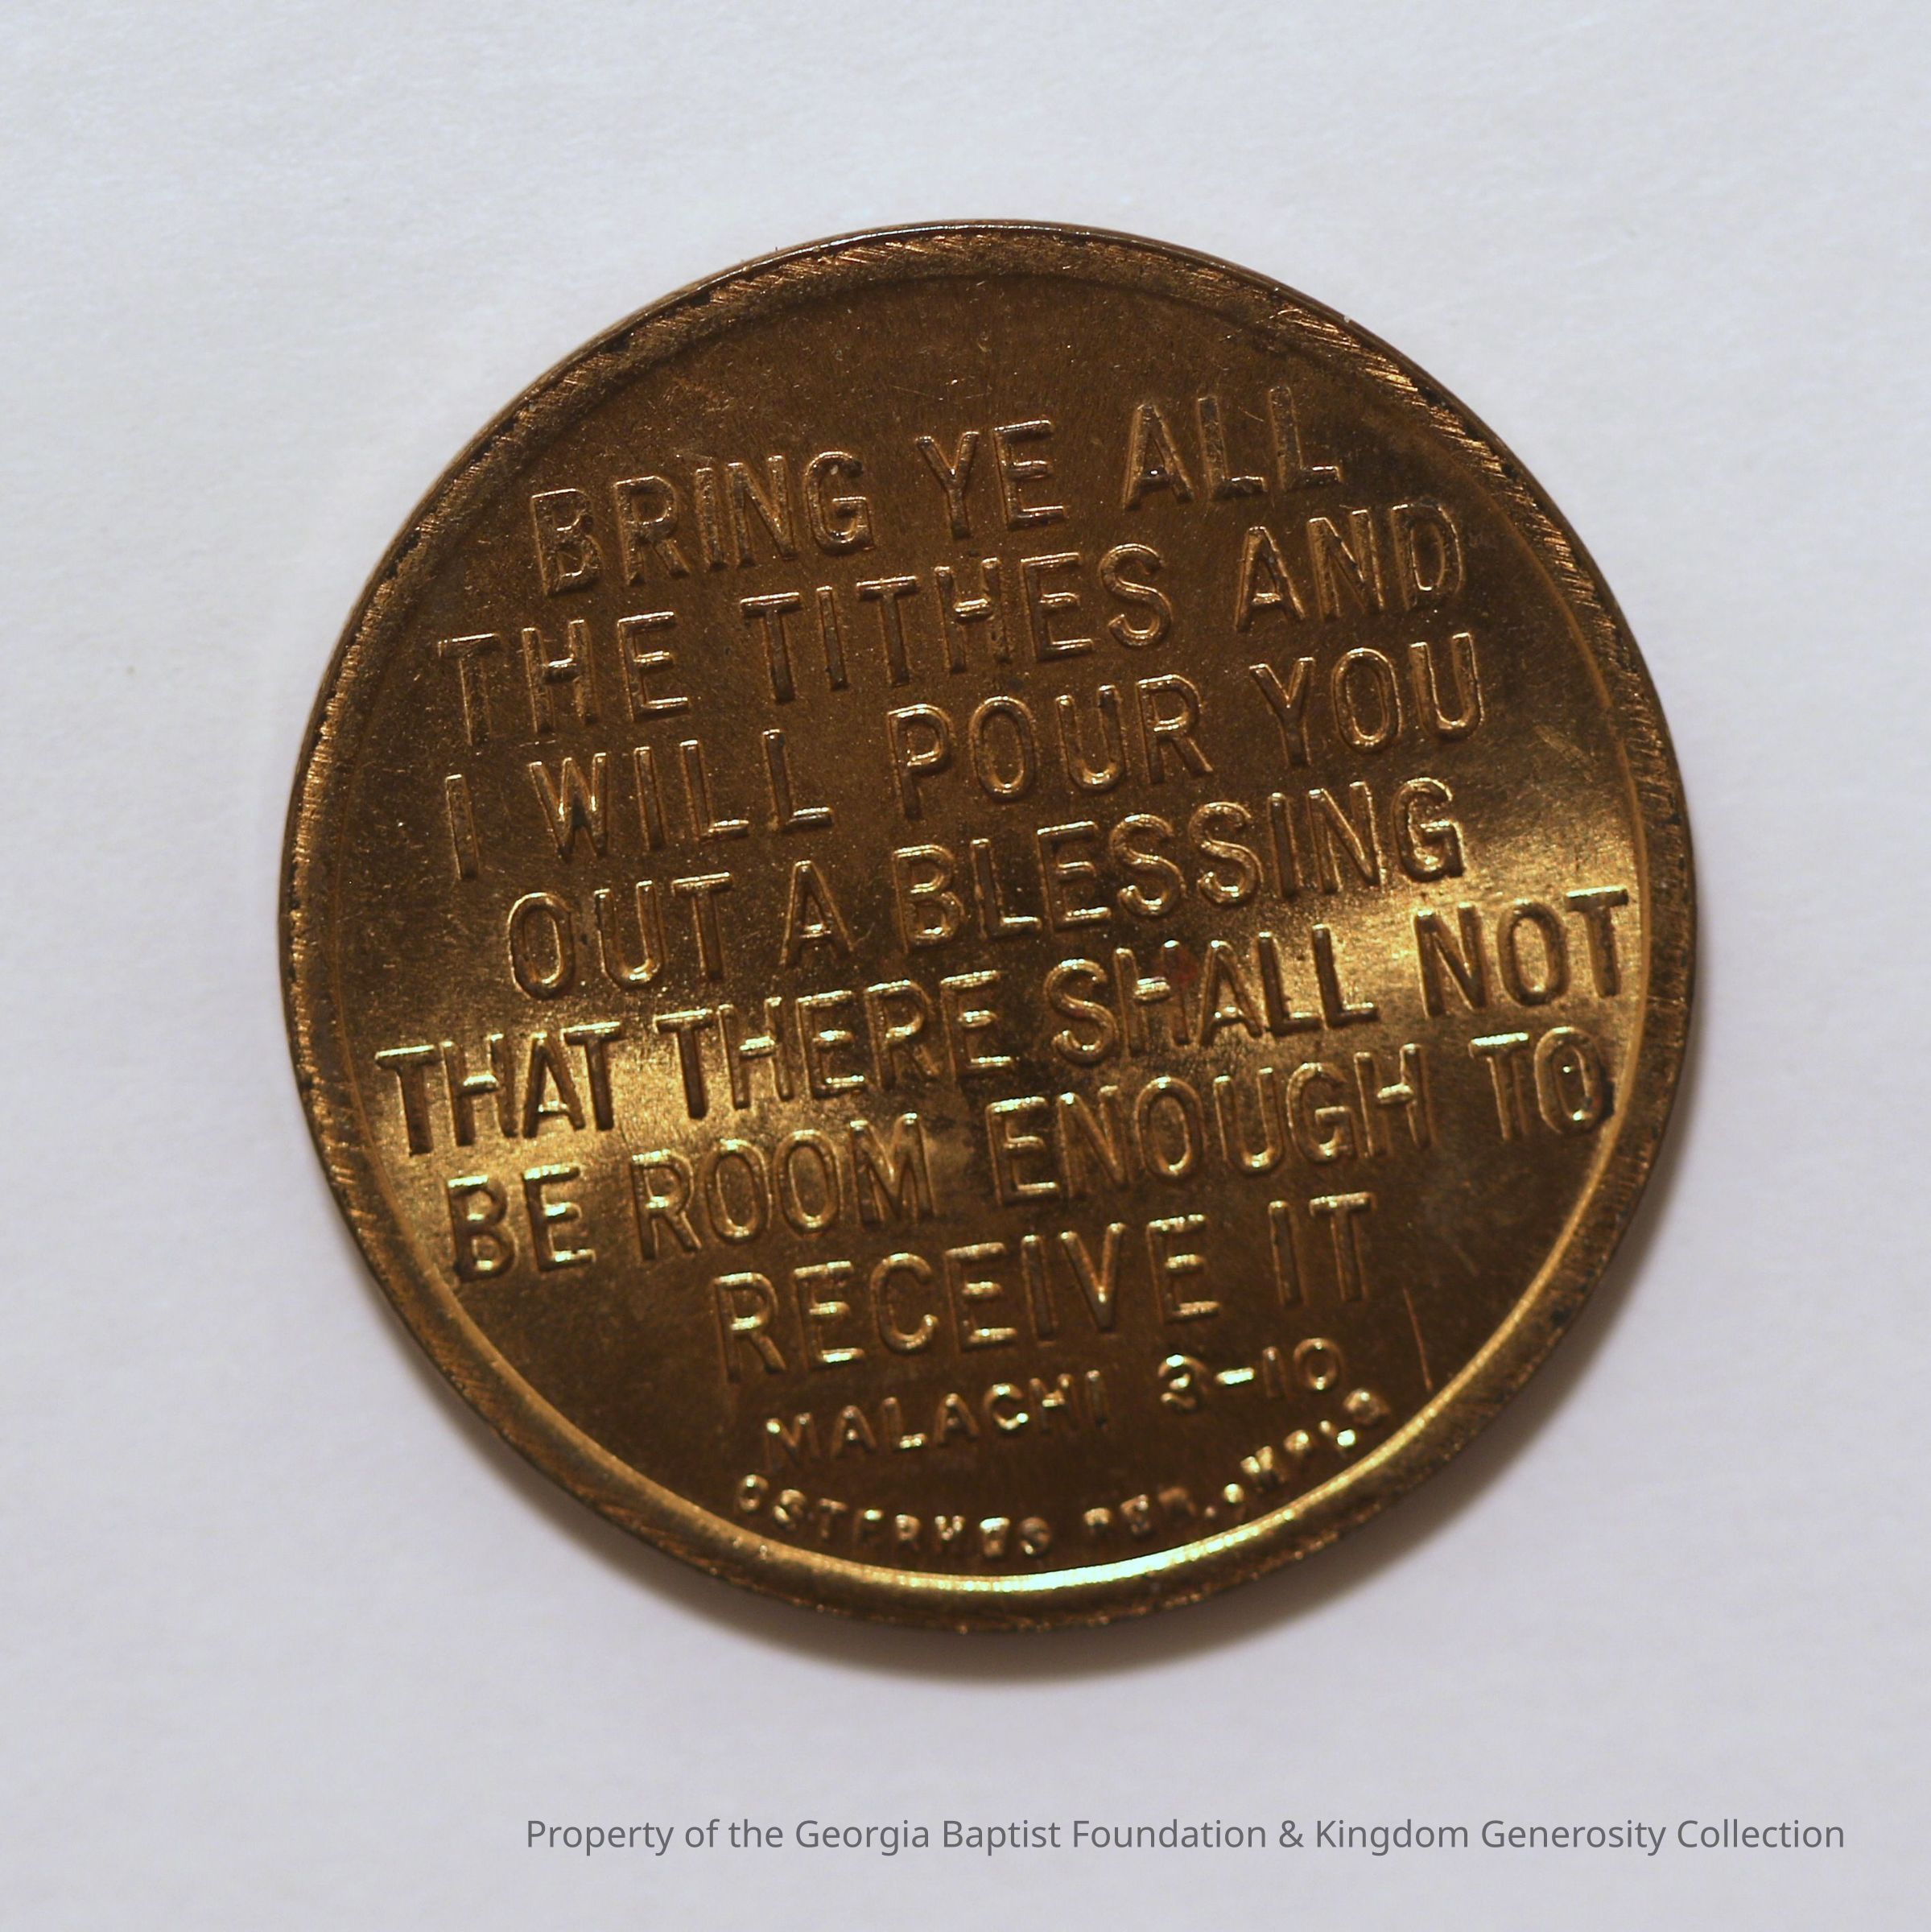 BRING YE ALL
THE TITHES AND
I WILL POUR YOU
OUT A BLESSING
THAT THERE SHALL NOT
BE ROOM ENOUGH TO
RECEIVE IT
MALACHI 3-10
MPLS
Property of the Georgia Baptist Foundation & Kingdom Generosity Collection